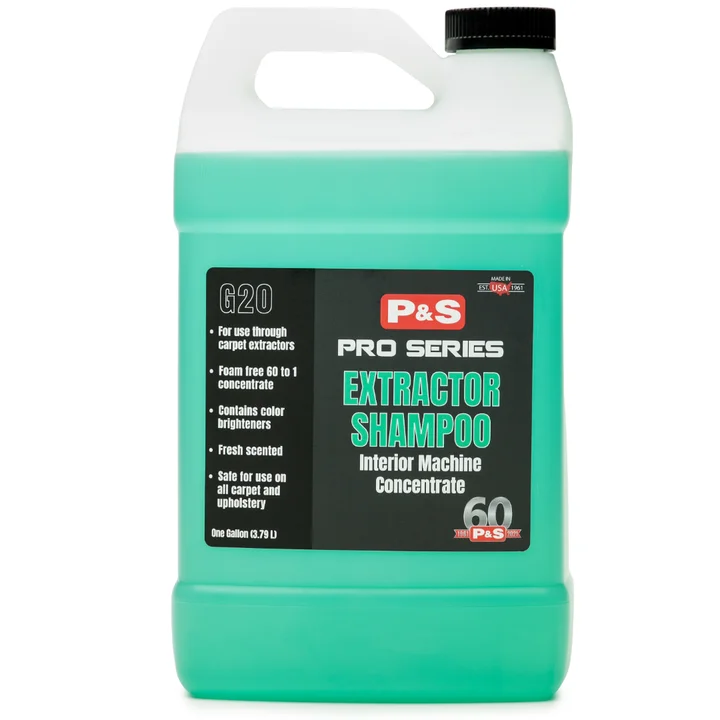 G20
• For use through
carpet extractors
• Foam free 60 to 1
concentrate
• Contains color
brighteners
• Fresh scented
• Safe for use on
all carpet and
upholstery
One Gallon (3.79 L)
MADE IN
EST. USA 1961
P&S
PRO SERIES
EXTRACTOR
SHAMPOO
Interior Machine
Concentrate
60
1961 P&S 2021